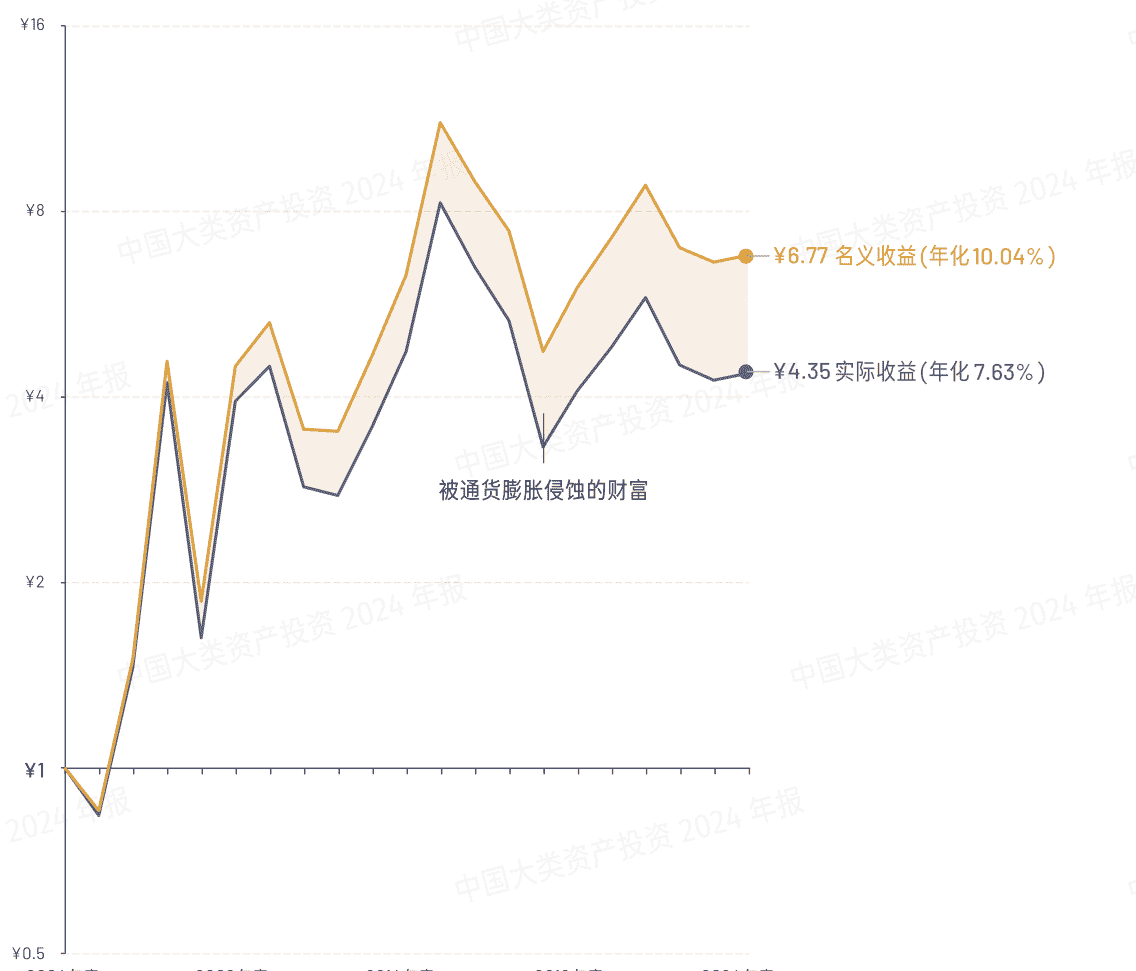 ¥16
¥8
¥6.77 名义收益(年化10.04%)
¥4.35 实际收益(年化 7.63%)
¥4
被通货膨胀侵蚀的财富
¥2
¥1
¥0.5
中国大类资产投资 2024 年报